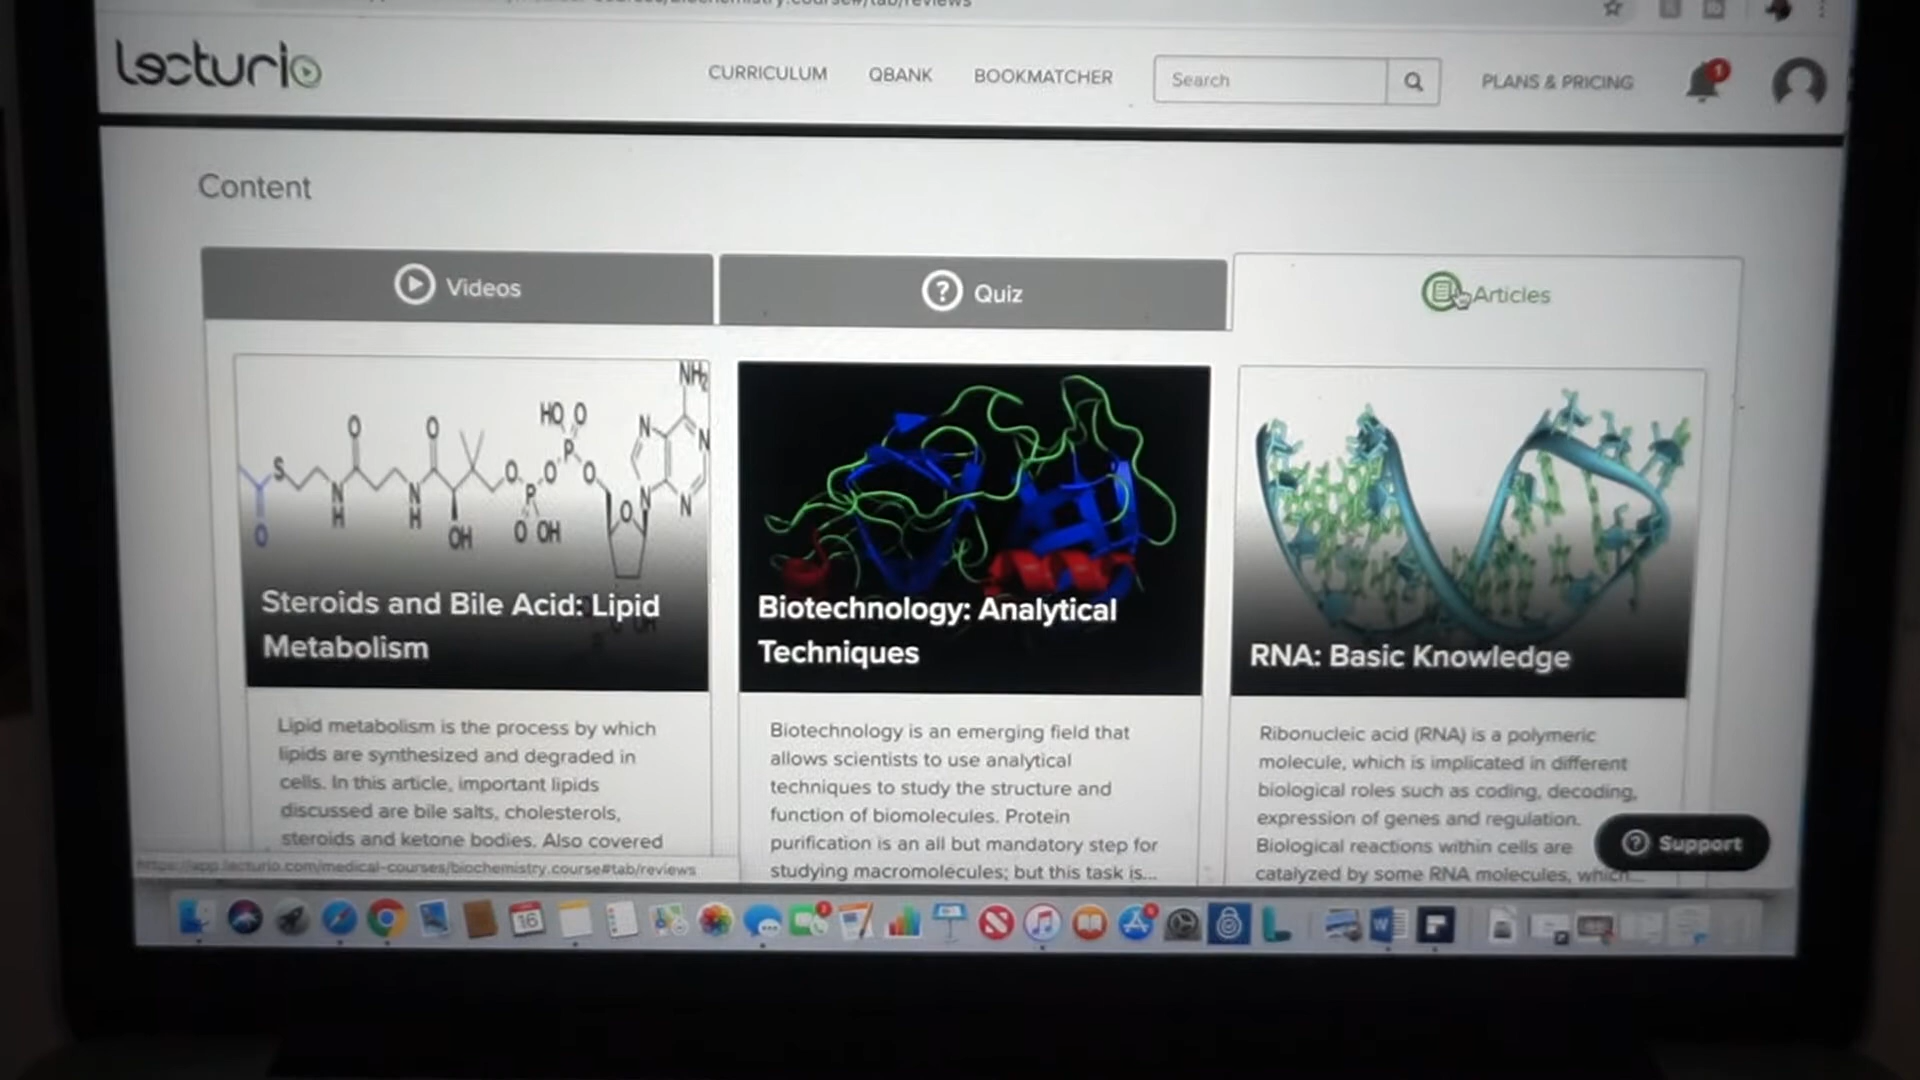 lecturio
CURRICULUM
QBANK
BOOKMATCHER
Search
PLANS & PRICING
1
Content
Videos
? Quiz
Articles
NH2
HO O
O
O
N
N
S
P
O
O
O
P
N
N
N
H
N
H
O
O
OH
O OH
Steroids and Bile Acid: Lipid
Metabolism
Biotechnology: Analytical
Techniques
RNA: Basic Knowledge
Lipid metabolism is the process by which
lipids are synthesized and degraded in
cells. In this article, important lipids
discussed are bile salts, cholesterols,
steroids and ketone bodies. Also covered
Biotechnology is an emerging field that
allows scientists to use analytical
techniques to study the structure and
function of biomolecules. Protein
purification is an all but mandatory step for
studying macromolecules; but this task is...
Ribonucleic acid (RNA) is a polymeric
molecule, which is implicated in different
biological roles such as coding, decoding,
expression of genes and regulation.
Biological reactions within cells are
catalyzed by some RNA molecules, which...
? Support
https://app.lecturio.com/medical-courses/biochemistry.course#tab/reviews
16
W